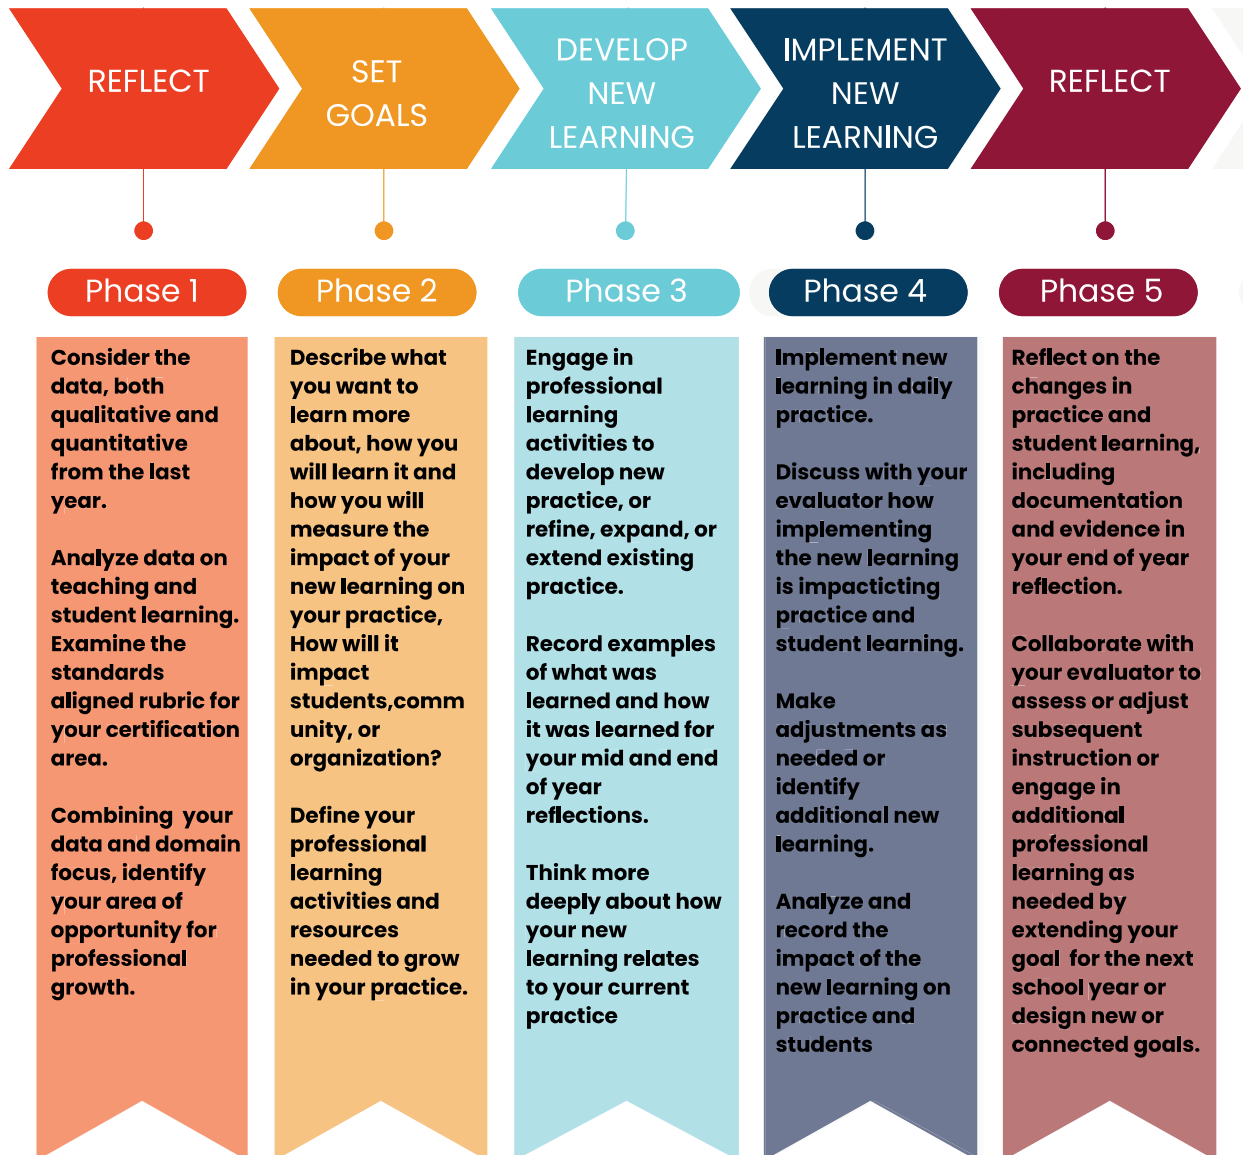 REFLECT
SET
GOALS
DEVELOP
NEW
LEARNING
IMPLEMENT
NEW
LEARNING
REFLECT
Phase 1
Phase 2
Phase 3
Phase 4
Phase 5
Consider the
data, both
qualitative and
quantitative
from the last
year.
Analyze data on
teaching and
student learning.
Examine the
standards
aligned rubric for
your certification
area.
Combining your
data and domain
focus, identify
your area of
opportunity for
professional
growth.
Describe what
you want to
learn more
about, how you
will learn it and
how you will
measure the
impact of your
new learning on
your practice,
How will it
impact
students,comm
unity, or
organization?
Define your
professional
learning
activities and
resources
needed to grow
in your practice.
Engage in
professional
learning
activities to
develop new
practice, or
refine, expand, or
extend existing
practice.
Record examples
of what was
learned and how
it was learned for
your mid and end
of year
reflections.
Think more
deeply about how
your new
learning relates
to your current
practice
Implement new
learning in daily
practice.
Discuss with your
evaluator how
implementing
the new learning
is impacticting
practice and
student learning.
Make
adjustments as
needed or
identify
additional new
learning.
Analyze and
record the
impact of the
new learning on
practice and
students
Reflect on the
changes in
practice and
student learning,
including
documentation
and evidence in
your end of year
reflection.
Collaborate with
your evaluator to
assess or adjust
subsequent
instruction or
engage in
additional
professional
learning as
needed by
extending your
goal for the next
school year or
design new or
connected goals.